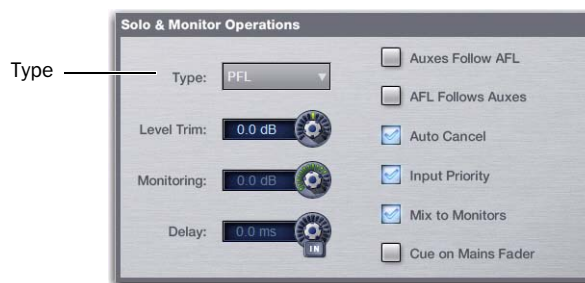 Solo & Monitor Operations
Type
Type: PFL
Level Trim: 0.0 dB
Monitoring: 0.0 dB
Delay: 0.0 ms
IN
Auxes Follow AFL
AFL Follows Auxes
Auto Cancel
Input Priority
Mix to Monitors
Cue on Mains Fader